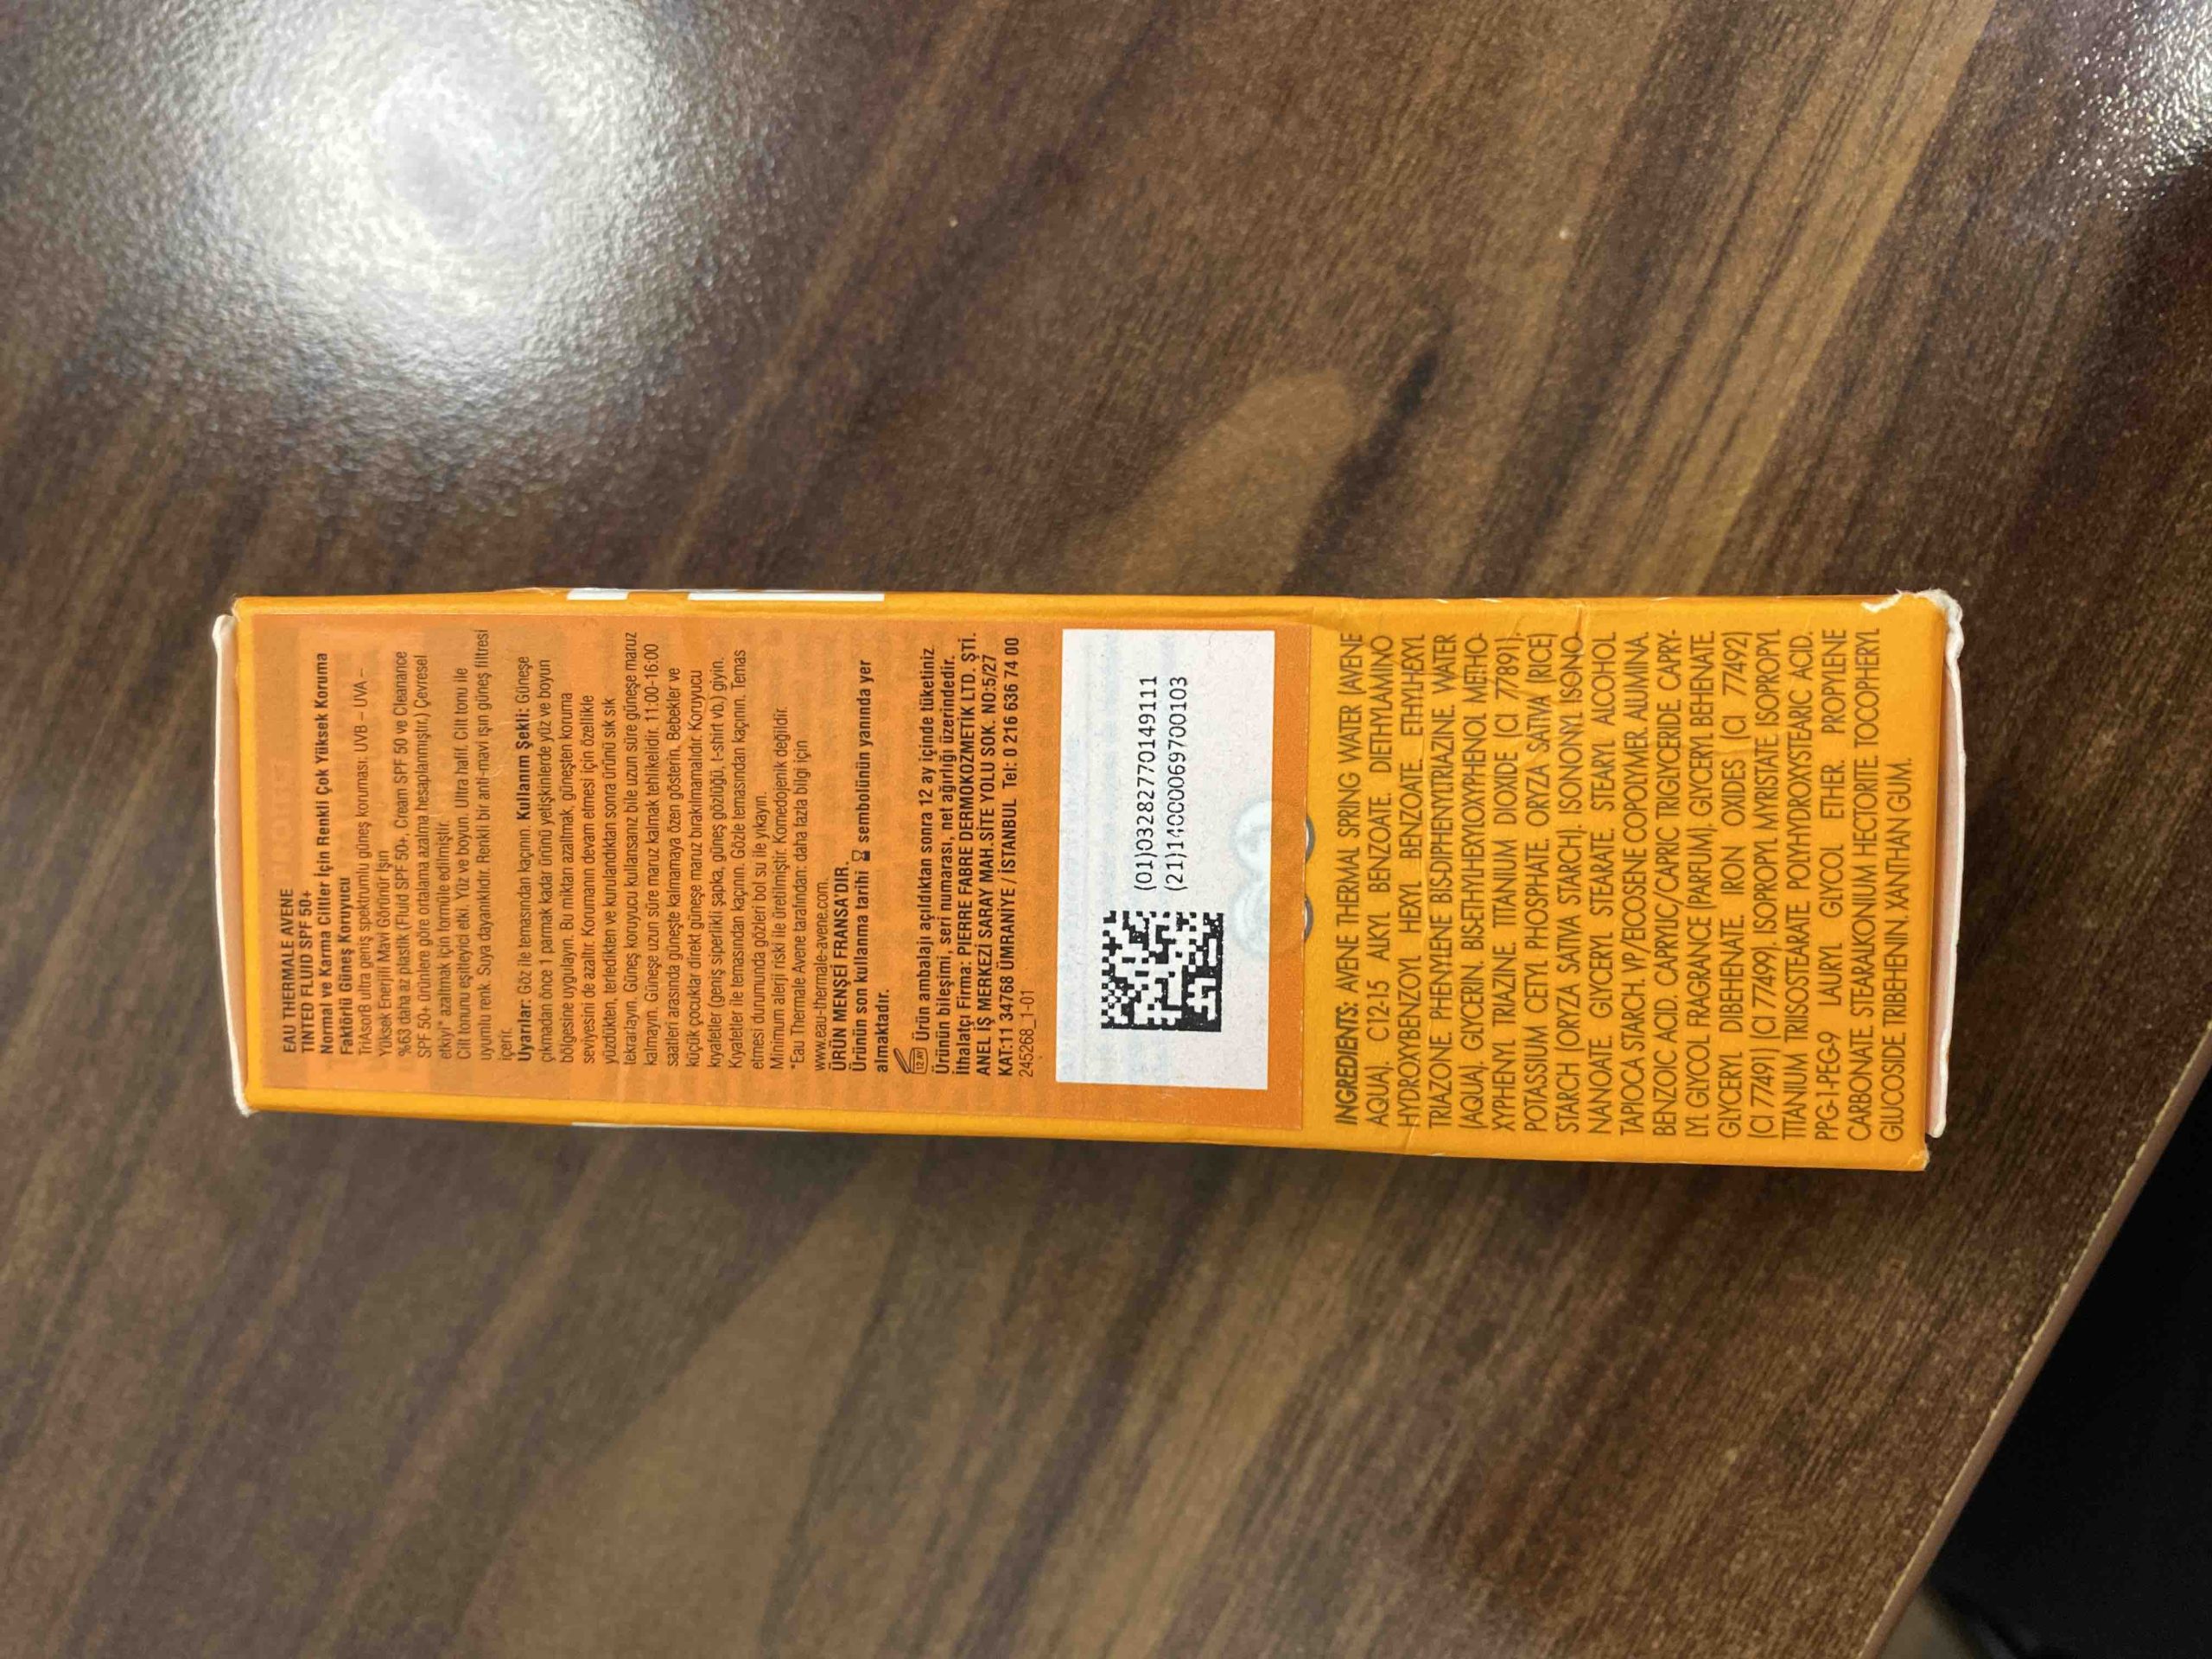 EAU THERMALE AVENE
TINTED FLUID SPF 50+
Normal ve Karma Ciltler İçin Renkli Çok Yüksek Koruma
Faktörlü Güneş Koruyucu
TriAsorB ultra geniş spektrumlu güneş koruması: UVB – UVA –
Yüksek Enerjili Mavi Görünür Işın
%63 daha az plastik (Fluid SPF 50+, Cream SPF 50 ve Cleanance
SPF 50+ ürünlere göre ortalama azalma hesaplanmıştır.) Çevresel
etkiyi* azaltmak için formüle edilmiştir.
Cilt tonunu eşitleyici etki. Yüz ve boyun. Ultra hafif. Cilt tonu ile
uyumlu renk. Suya dayanıklıdır. Renkli bir anti-mavi ışın güneş filtresi
içerir.
Uyarılar: Göz ile temasından kaçının. Kullanım Şekli: Güneşe
çıkmadan önce 1 parmak kadar ürünü yetişkinlerde yüz ve boyun
bölgesine uygulayın. Bu miktarı azaltmak, güneşten koruma
seviyesini de azaltır. Korumanın devam etmesi için özellikle
yüzdükten, terledikten ve kurulandıktan sonra ürünü sık sık
tekrarlayın. Güneş koruyucu kullansanız bile uzun süre güneşe maruz
kalmayın. Güneşe uzun süre maruz kalmak tehlikelidir. 11:00-16:00
saatleri arasında güneşte kalmamaya özen gösterin. Bebekler ve
küçük çocuklar direkt güneşe maruz bırakılmamalıdır. Koruyucu
kıyafetler (geniş siperlikli şapka, güneş gözlüğü, t-shirt vb.) giyin.
Kıyafetler ile temasından kaçının. Gözle temasından kaçının. Temas
etmesi durumunda gözleri bol su ile yıkayın.
Minimum alerji riski ile üretilmiştir. Komedojenik değildir.
*Eau Thermale Avene tarafından: daha fazla bilgi için
www.eau-thermale-avene.com.
ÜRÜN MENŞEİ FRANSA'DIR.
Ürünün son kullanma tarihi ⌛ sembolünün yanında yer
almaktadır.
12 M Ürün ambalajı açıldıktan sonra 12 ay içinde tüketiniz.
Ürünün bileşimi, seri numarası, net ağırlığı üzerindedir.
İthalatçı Firma: PIERRE FABRE DERMOKOZMETIK LTD. ŞTİ.
ANEL İŞ MERKEZİ SARAY MAH.SITE YOLU SOK. NO:5/27
KAT:11 34768 ÜMRANİYE / İSTANBUL Tel: 0 216 636 74 00
245268_1-01
(01)03282770149111
(21)14000069700103
INGREDIENTS: AVENE THERMAL SPRING WATER (AVENE
AQUA). C12-15 ALKYL BENZOATE. DIETHYLAMINO
HYDROXYBENZOYL HEXYL BENZOATE. ETHYLHEXYL
TRIAZONE. PHENYLENE BIS-DIPHENYLTRIAZINE. WATER
(AQUA). GLYCERIN. BIS-ETHYLHEXYLOXYPHENOL METHO-
XYPHENYL TRIAZINE. TITANIUM DIOXIDE (CI 77891).
POTASSIUM CETYL PHOSPHATE. ORYZA SATIVA (RICE)
STARCH (ORYZA SATIVA STARCH). ISONONYL ISONO-
NANOATE. GLYCERYL STEARATE. STEARYL ALCOHOL.
TAPIOCA STARCH. VP/EICOSENE COPOLYMER. ALUMINA.
BENZOIC ACID. CAPRYLIC/CAPRIC TRIGLYCERIDE. CAPRY-
LYL GLYCOL. FRAGRANCE (PARFUM). GLYCERYL BEHENATE.
GLYCERYL DIBEHENATE. IRON OXIDES (CI 77492)
(CI 77491) (CI 77499). ISOPROPYL MYRISTATE. ISOPROPYL
TITANIUM TRIISOSTEARATE. POLYHYDROXYSTEARIC ACID.
PPG-1-PEG-9 LAURYL GLYCOL ETHER. PROPYLENE
CARBONATE. STEARALKONIUM HECTORITE. TOCOPHERYL
GLUCOSIDE. TRIBEHENIN. XANTHAN GUM.